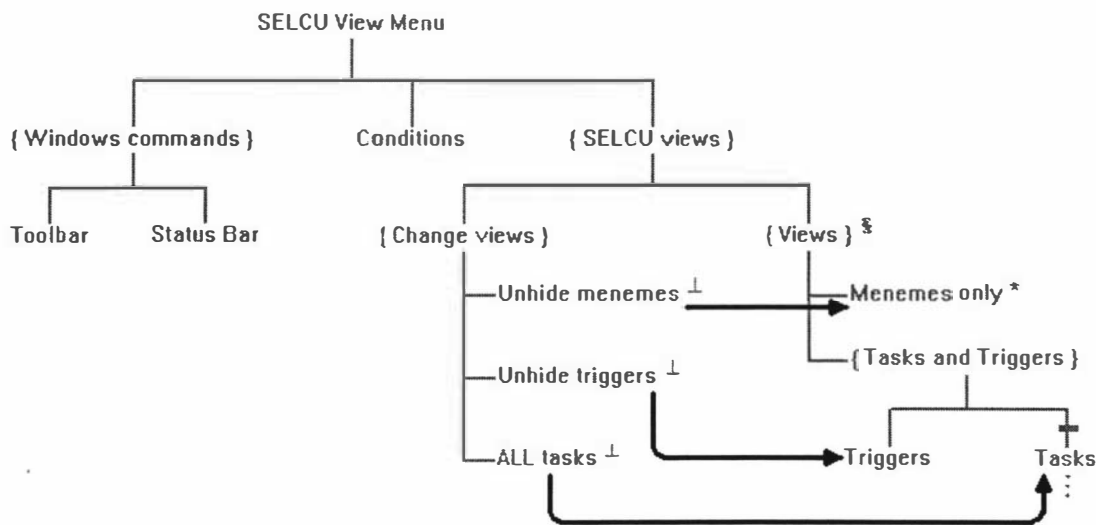 SELCU View Menu
{ Windows commands } Conditions { SELCU views }
Toolbar Status Bar { Change views } { Views } §
Unhide menemes ⊥ Menemes only *
{ Tasks and Triggers }
Unhide triggers ⊥
ALL tasks ⊥ Triggers Tasks